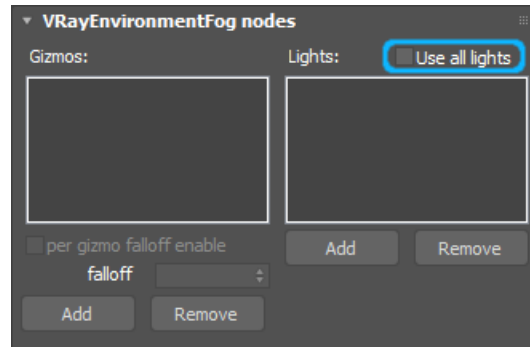 VRayEnvironmentFog nodes
Gizmos:
Lights:
Use all lights
per gizmo falloff enable
Add
Remove
falloff
Add
Remove